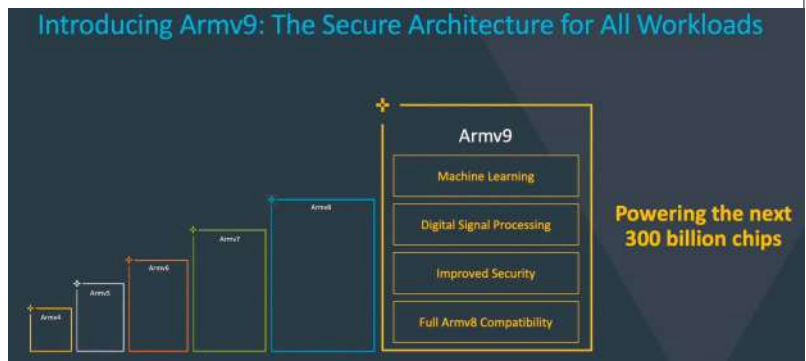 Introducing Armv9: The Secure Architecture for All Workloads
Armv4
Armv5
Armv6
Armv7
Armv8
Armv9
Machine Learning
Digital Signal Processing
Improved Security
Full Armv8 Compatibility
Powering the next
300 billion chips